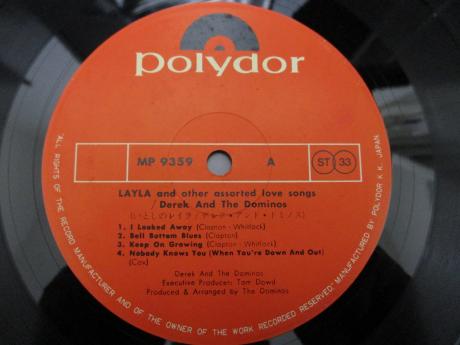 polydor
MP 9359 A ST 33
LAYLA and other assorted love songs
/ Derek And The Dominos
(いとしのレイラ/デレク・アンド・ドミノス)
1. I Looked Away (Clapton - Whitlock)
2. Bell Bottom Blues (Clapton)
3. Keep On Growing (Clapton - Whitlock)
4. Nobody Knows You (When You're Down And Out)
(Cox)
Derek And The Dominos
Executive Producer: Tom Dowd
Produced & Arranged by The Dominos
"ALL RIGHTS OF THE RECORD MANUFACTURER AND OF THE OWNER OF THE WORK RECORDED RESERVED" MANUFACTURED BY POLYDOR K.K. JAPAN